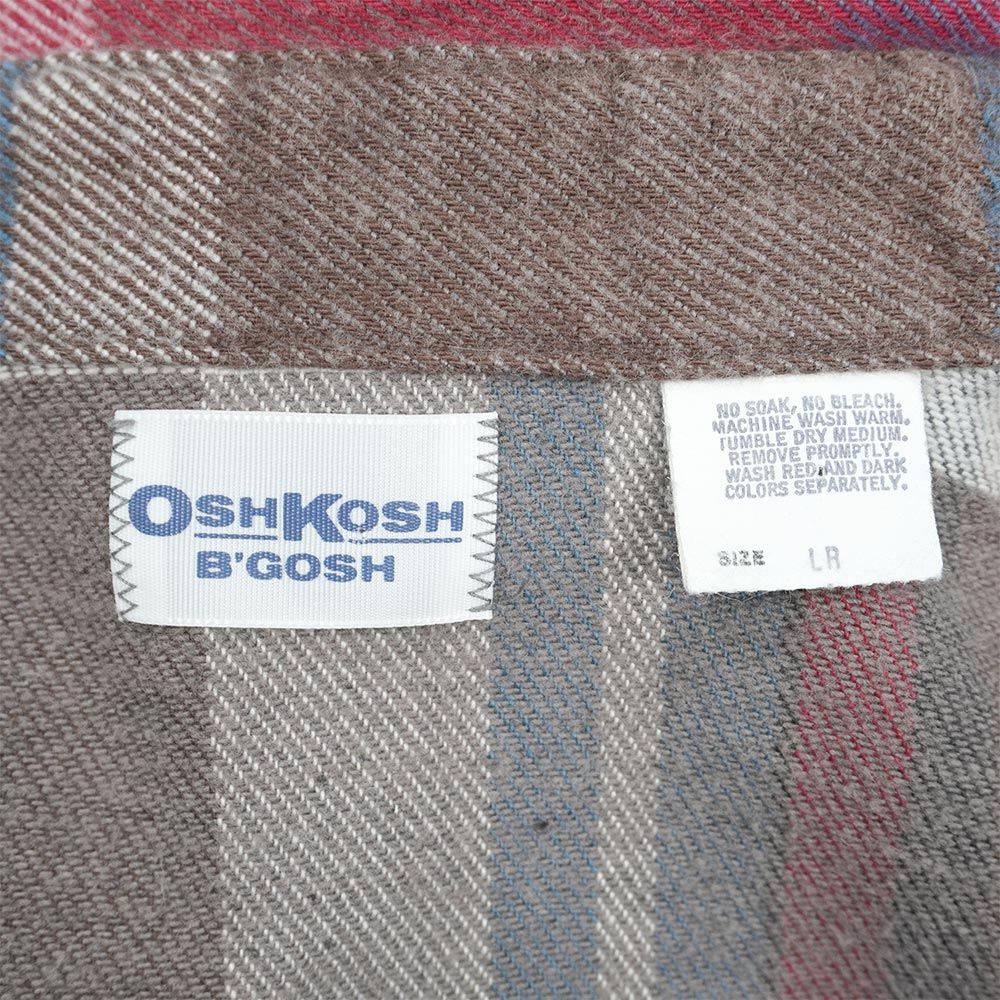 OSHKOSH
B'GOSH
NO SOAK, NO BLEACH.
MACHINE WASH WARM.
TUMBLE DRY MEDIUM.
REMOVE PROMPTLY.
WASH RED AND DARK
COLORS SEPARATELY.
SIZE LR